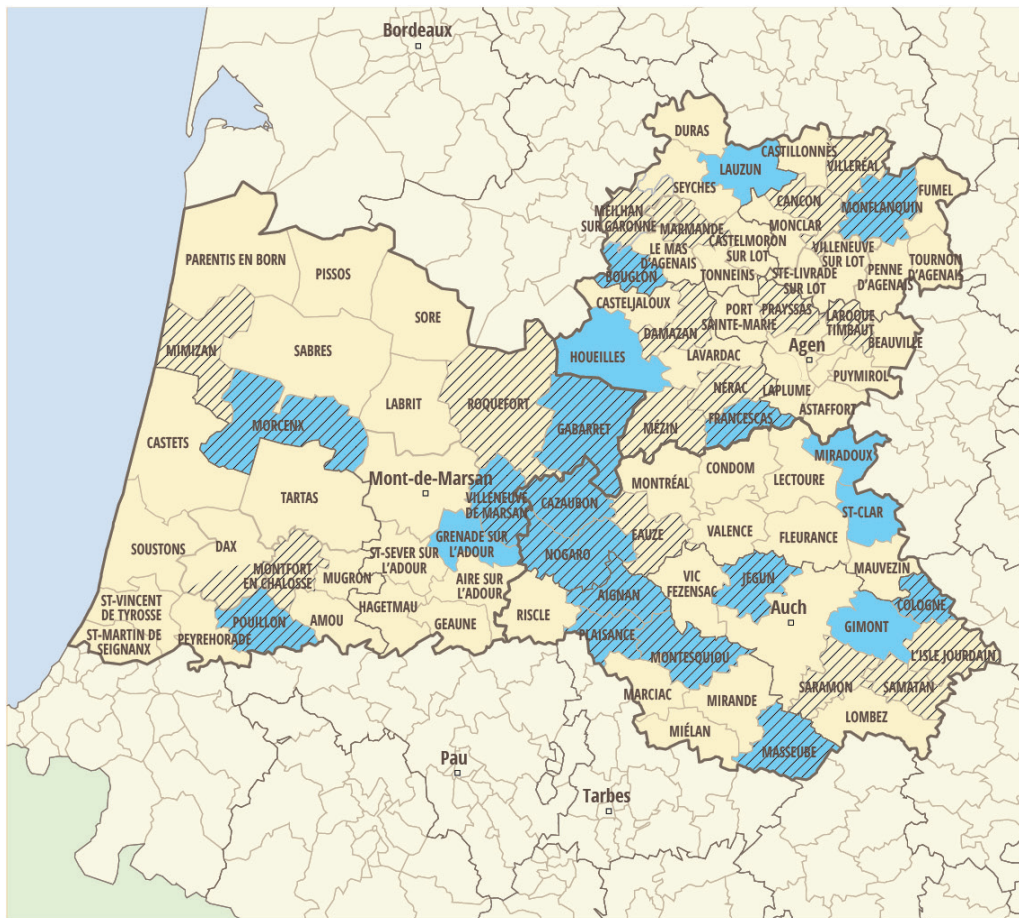 Bordeaux
DURAS
CASTILLONNÈS
LAUZUN
VILLERÉAL
SEYCHES
FUMEL
CANCON
MONFLANQUIN
MEILHAN
SUR GARONNE
MARMANDE
MONCLAR
CASTELMORON
SUR LOT
VILLENEUVE
SUR LOT
LE MAS
D'AGENAIS
BOUGLON
TONNEINS
STE-LIVRADE
SUR LOT
PENNE
D'AGENAIS
TOURNON
D'AGENAIS
PARENTIS EN BORN
PISSOS
SORE
CASTELJALOUX
DAMAZAN
PORT
SAINTE-MARIE
PRAYSSAS
LAROQUE
TIMBAUT
BEAUVILLE
MIMIZAN
SABRES
HOUEILLES
LAVARDAC
Agen
PUYMIROL
LABRIT
ROQUEFORT
NÉRAC
LAPLUME
ASTAFFORT
MORCENX
GABARRET
MÉZIN
FRANCESCAS
CASTETS
MIRADOUX
Mont-de-Marsan
TARTAS
VILLENEUVE
DE MARSAN
CAZAUBON
MONTRÉAL
CONDOM
LECTOURE
ST-CLAR
SOUSTONS
DAX
GRENADE SUR
L'ADOUR
NOGARO
EAUZE
VALENCE
FLEURANCE
MONTFORT
EN CHALOSSE
MUGRON
ST-SEVER SUR
L'ADOUR
AIRE SUR
L'ADOUR
AIGNAN
VIC
FEZENSAC
JEGUN
MAUVEZIN
ST-VINCENT
DE TYROSSE
POUILLON
AMOU
HAGETMAU
GEAUNE
RISCLE
Auch
COLOGNE
GIMONT
ST-MARTIN DE
SEIGNANX
PEYREHORADE
PLAISANCE
MONTESQUIOU
L'ISLE JOURDAIN
MARCIAC
MIRANDE
SARAMON
SAMATAN
MIÉLAN
LOMBEZ
MASSEUBE
Pau
Tarbes